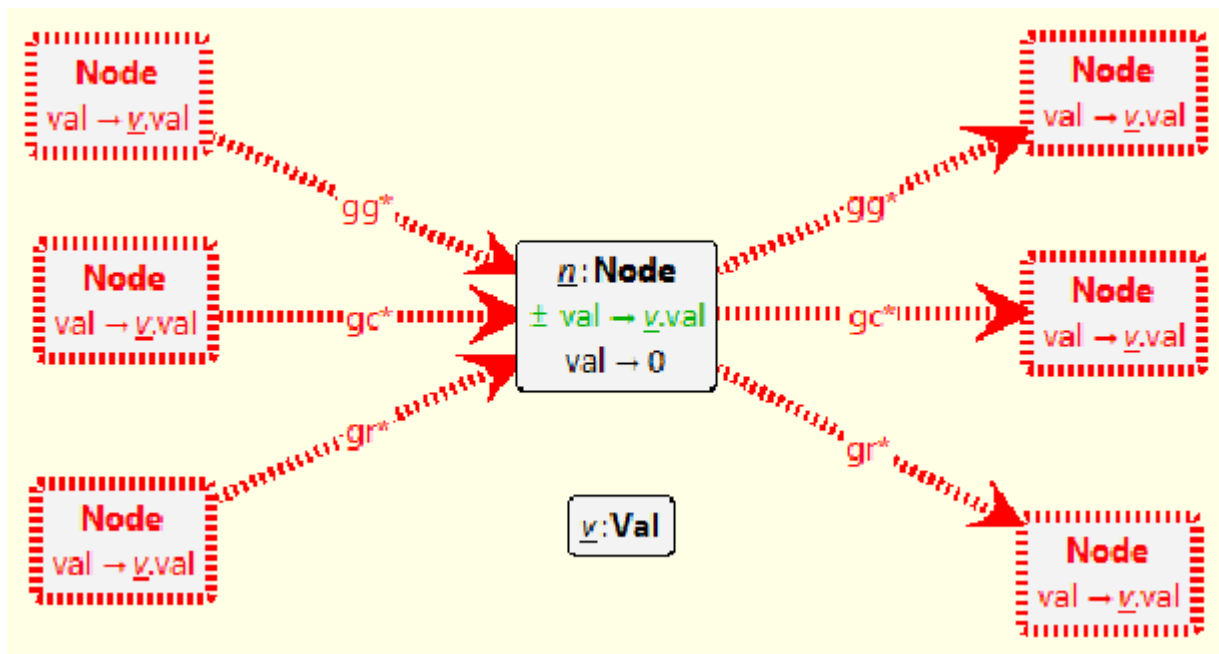 Node
val → v.val
gg*
Node
val → v.val
gg*
Node
val → v.val
gc*
n:Node
± val → v.val
val → 0
gc*
Node
val → v.val
gr*
gr*
Node
val → v.val
v:Val
Node
val → v.val